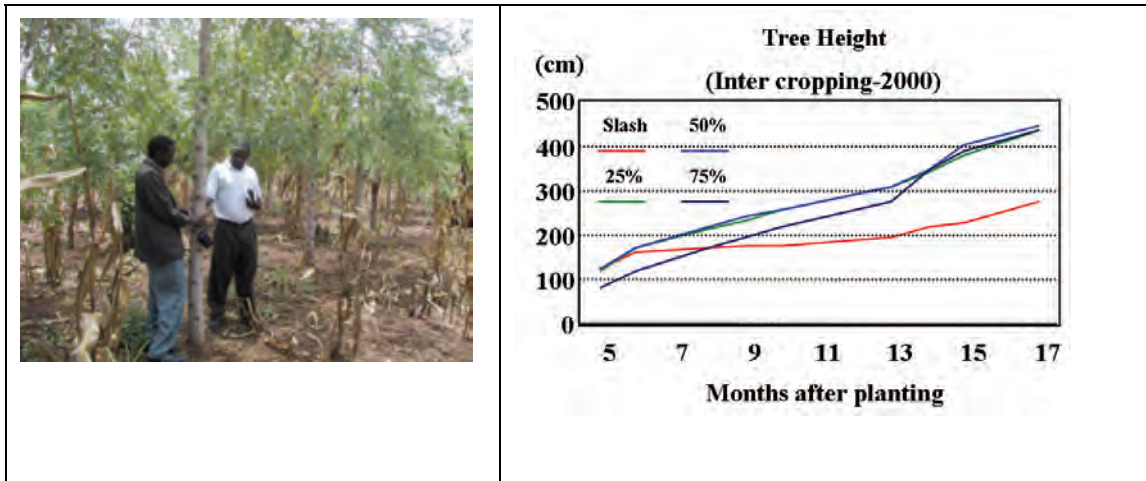 Tree Height
(cm)
(Inter cropping-2000)
500
400
300
200
100
0
Slash 50%
25% 75%
5 7 9 11 13 15 17
Months after planting